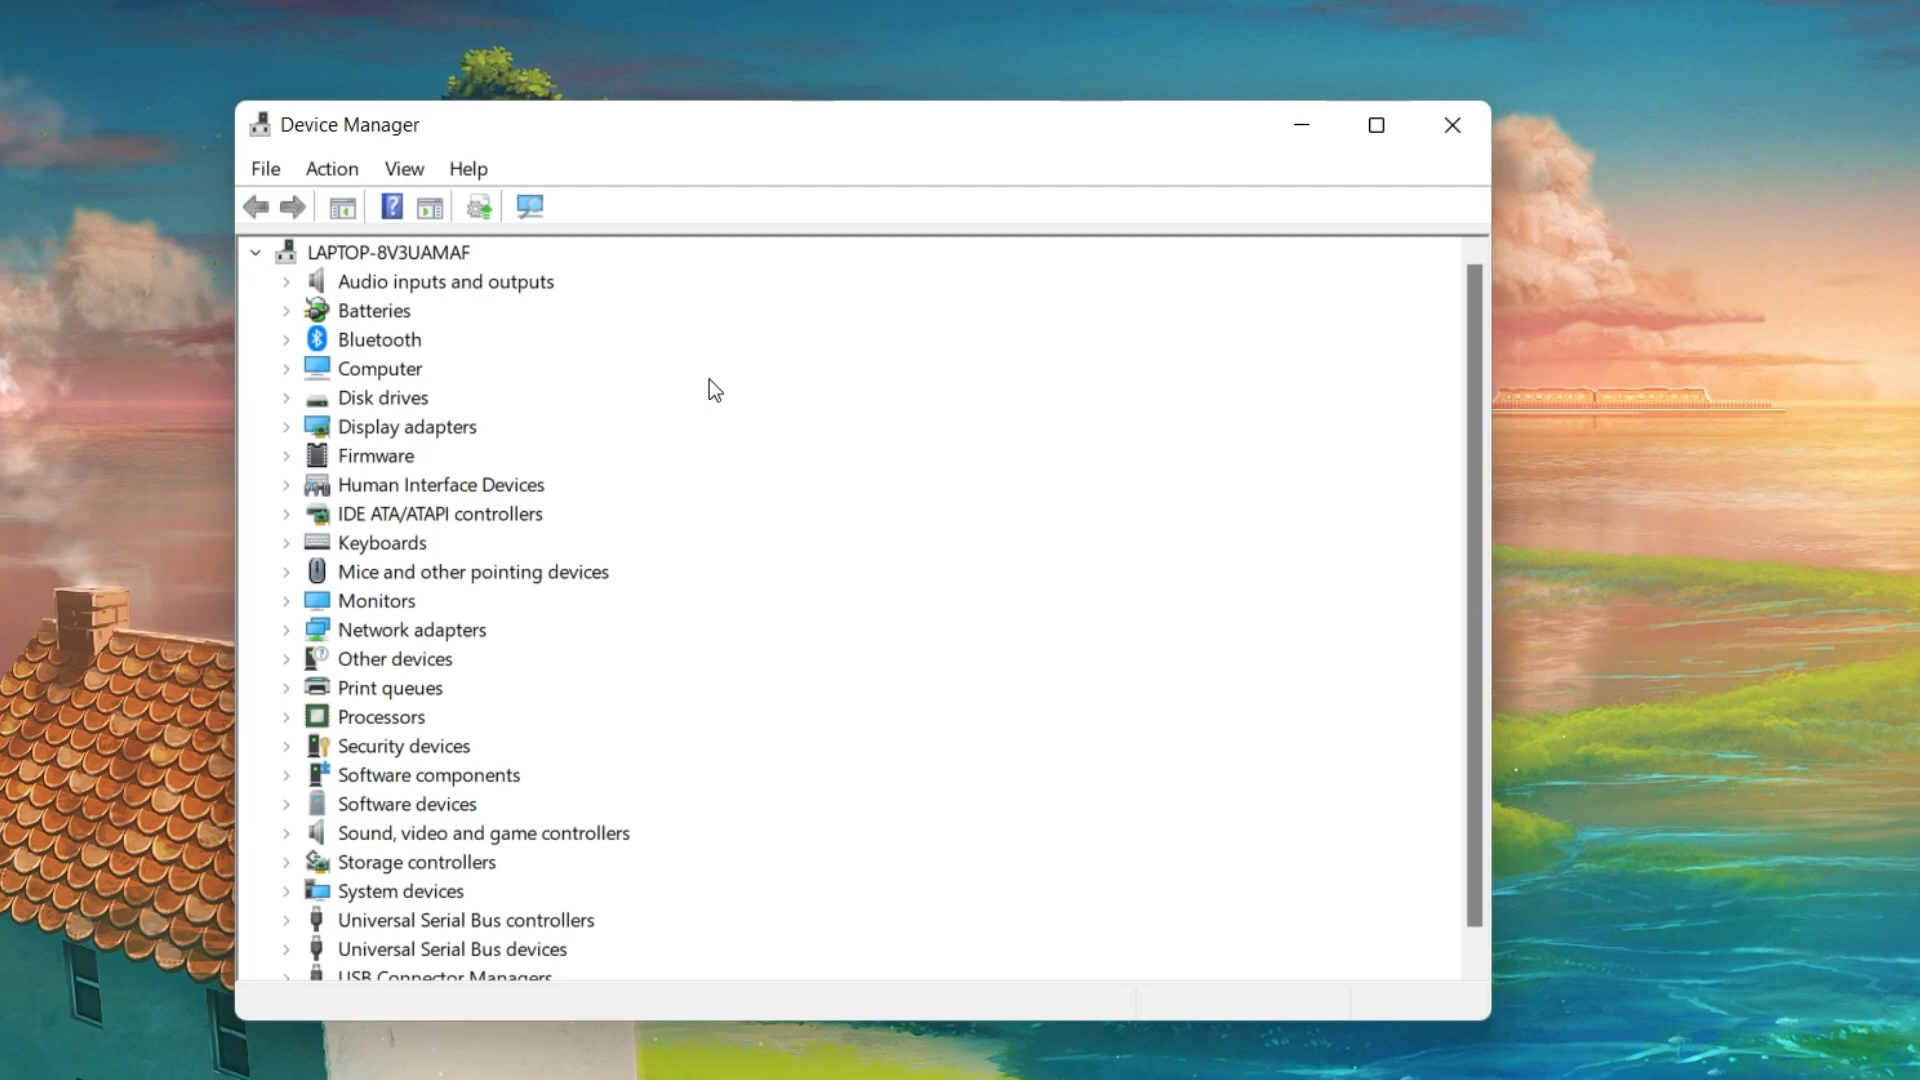 Device Manager
File Action View Help
LAPTOP-8V3UAMAF
Audio inputs and outputs
Batteries
Bluetooth
Computer
Disk drives
Display adapters
Firmware
Human Interface Devices
IDE ATA/ATAPI controllers
Keyboards
Mice and other pointing devices
Monitors
Network adapters
Other devices
Print queues
Processors
Security devices
Software components
Software devices
Sound, video and game controllers
Storage controllers
System devices
Universal Serial Bus controllers
Universal Serial Bus devices
USB Connector Managers